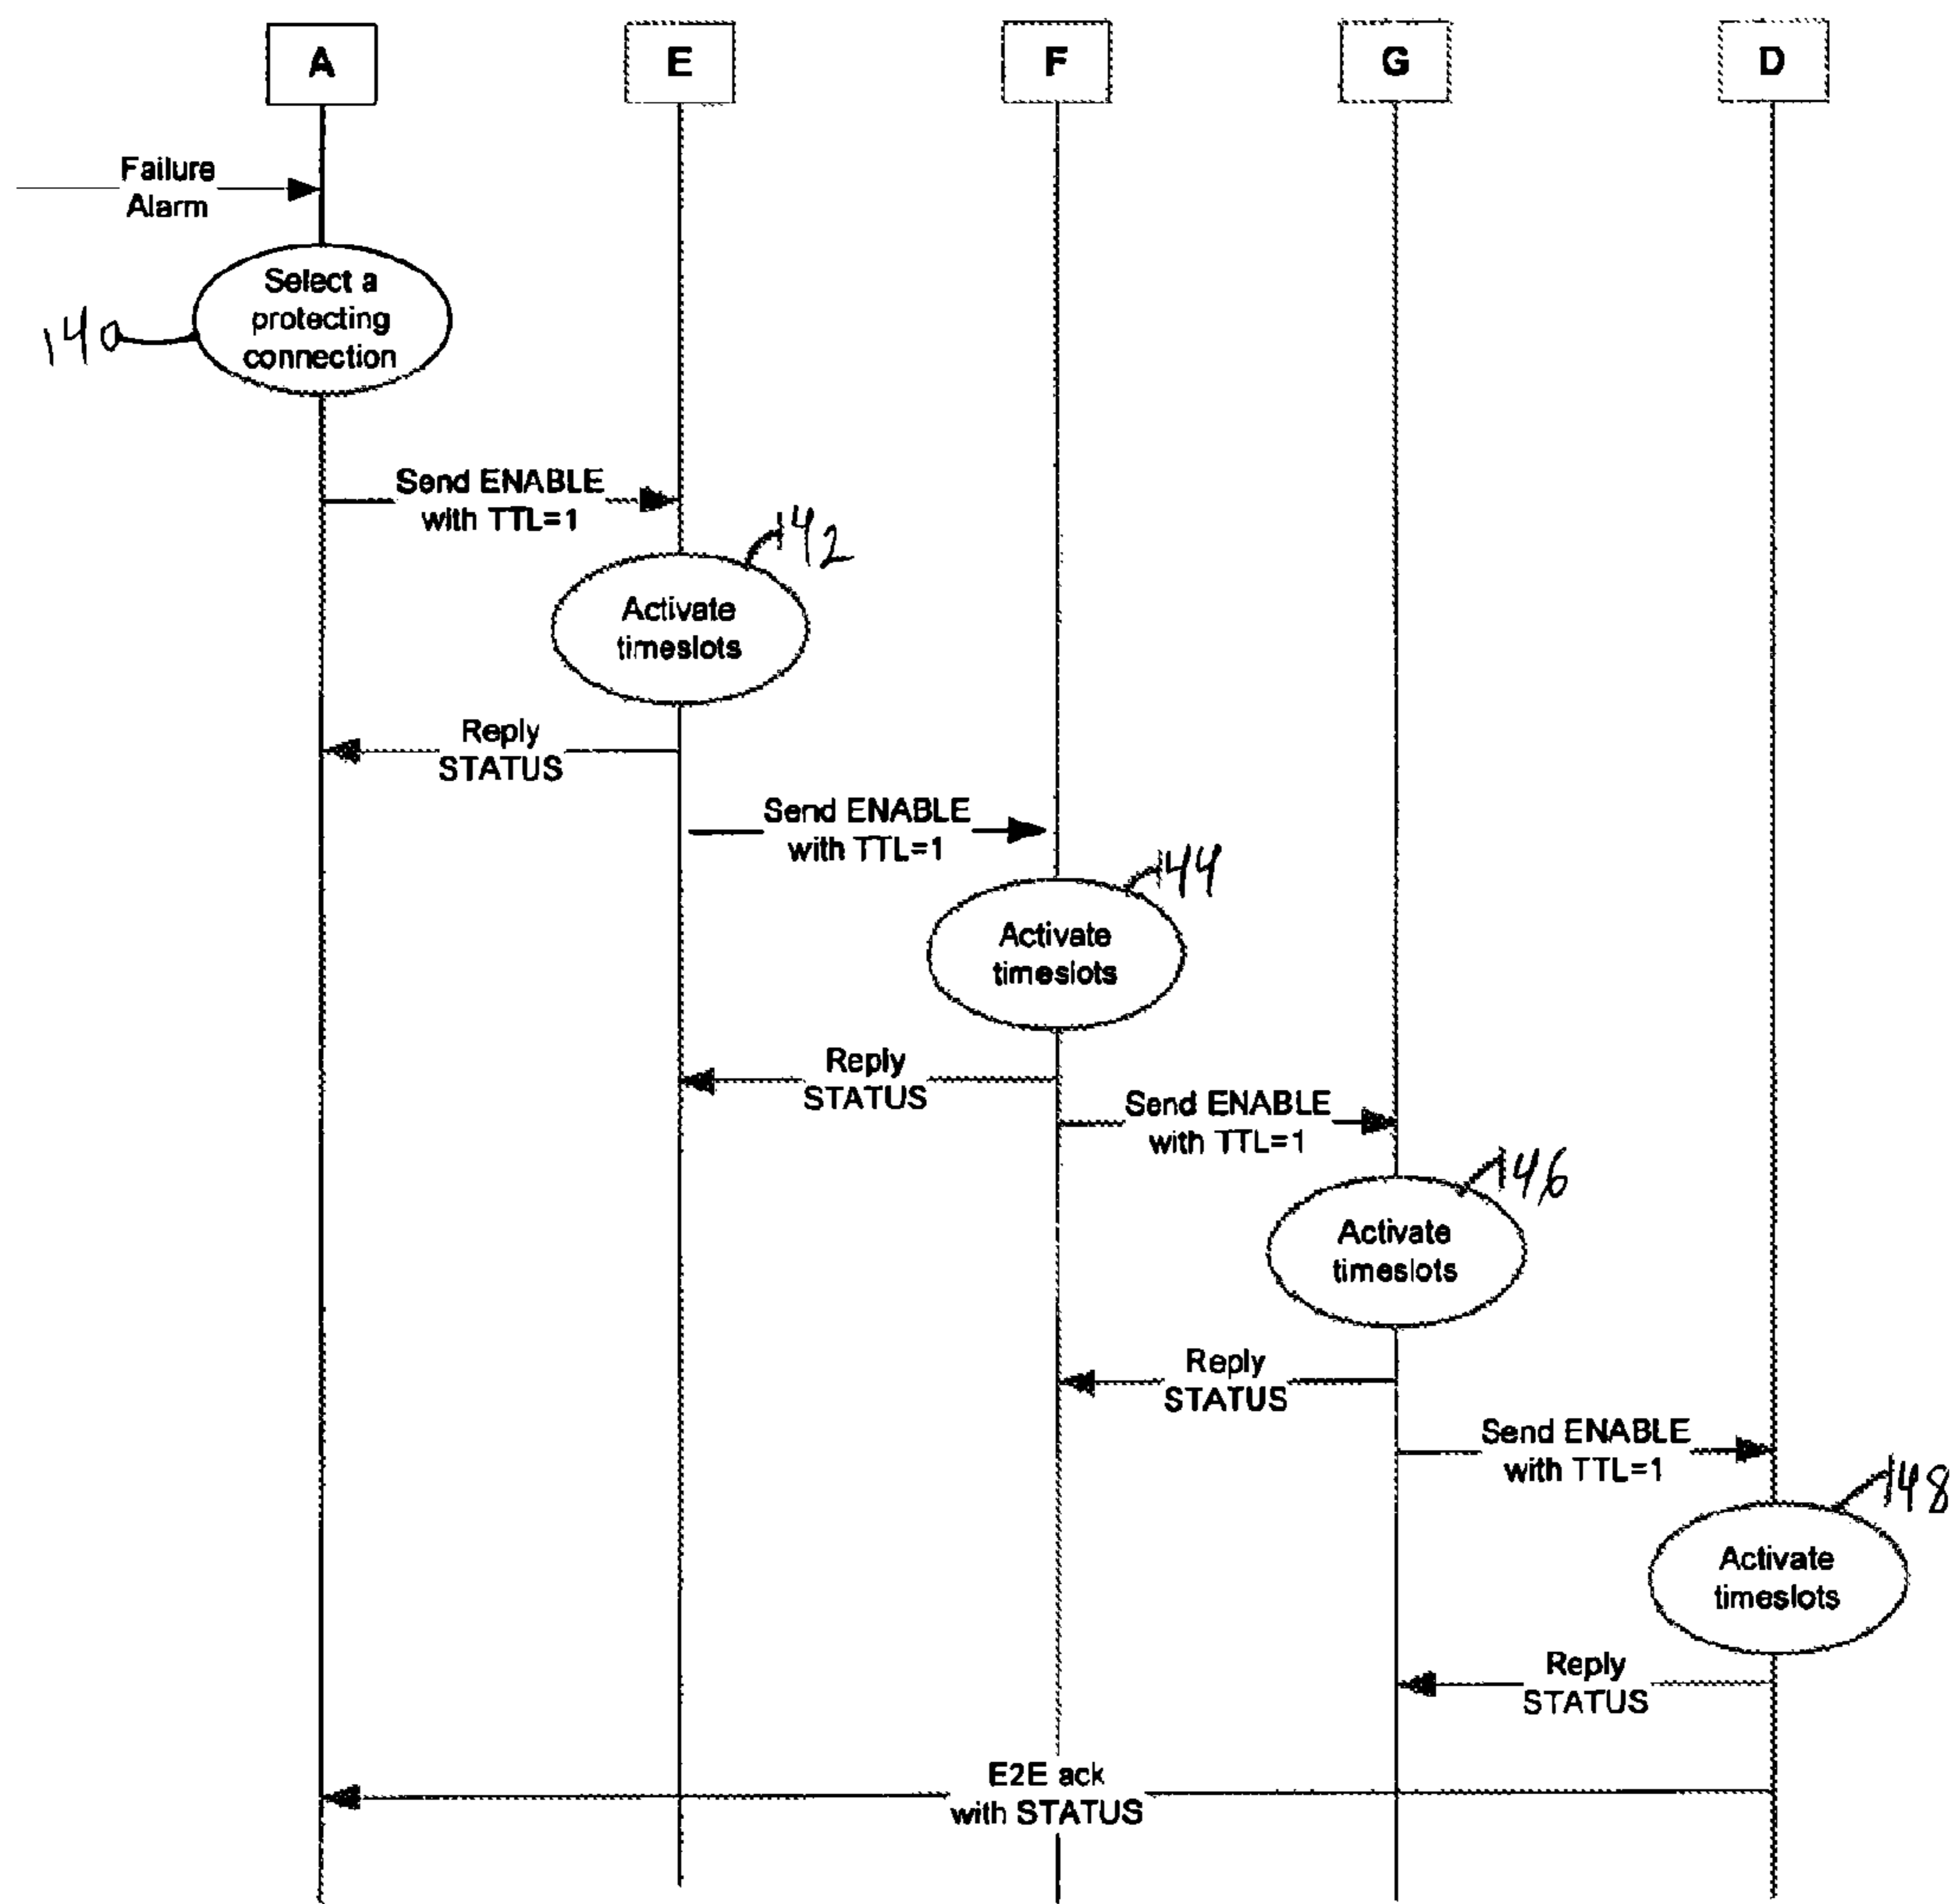 A
E
F
G
D
Failure
Alarm
Select a
protecting
connection
140
Send ENABLE
with TTL=1
142
Activate
timeslots
Reply
STATUS
Send ENABLE
with TTL=1
144
Activate
timeslots
Reply
STATUS
Send ENABLE
with TTL=1
146
Activate
timeslots
Reply
STATUS
Send ENABLE
with TTL=1
148
Activate
timeslots
Reply
STATUS
E2E ack
with STATUS